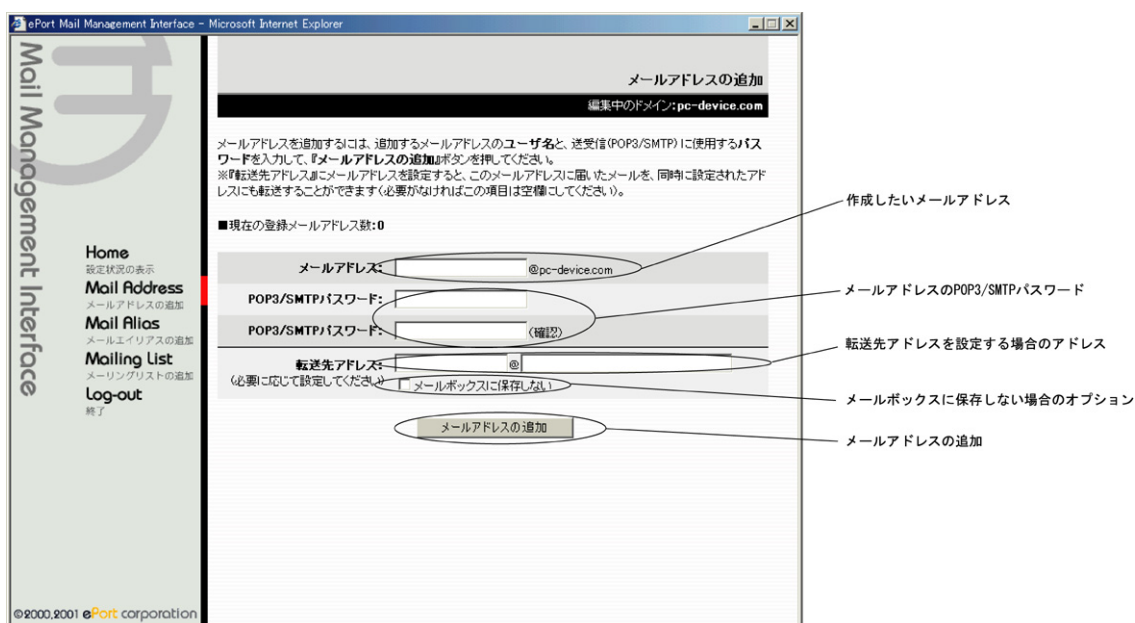 ePort Mail Management Interface - Microsoft Internet Explorer
Mail Management Interface
Home
設定状況の表示
Mail Address
メールアドレスの追加
Mail Alias
メールエイリアスの追加
Mailing List
メーリングリストの追加
Log-out
終了
©2000,2001 ePort corporation
メールアドレスの追加
編集中のドメイン:pc-device.com
メールアドレスを追加するには、追加するメールアドレスのユーザ名と、送受信(POP3/SMTP)に使用するパス
ワードを入力して、『メールアドレスの追加』ボタンを押してください。
※『転送先アドレス』にメールアドレスを設定すると、このメールアドレスに届いたメールを、同時に設定されたアド
レスにも転送することができます(必要がなければこの項目は空欄にしてください)。
■現在の登録メールアドレス数:0
メールアドレス: @pc-device.com
POP3/SMTPパスワード:
POP3/SMTPパスワード: (確認)
転送先アドレス: @
(必要に応じて設定してください) メールボックスに保存しない
メールアドレスの追加
作成したいメールアドレス
メールアドレスのPOP3/SMTPパスワード
転送先アドレスを設定する場合のアドレス
メールボックスに保存しない場合のオプション
メールアドレスの追加